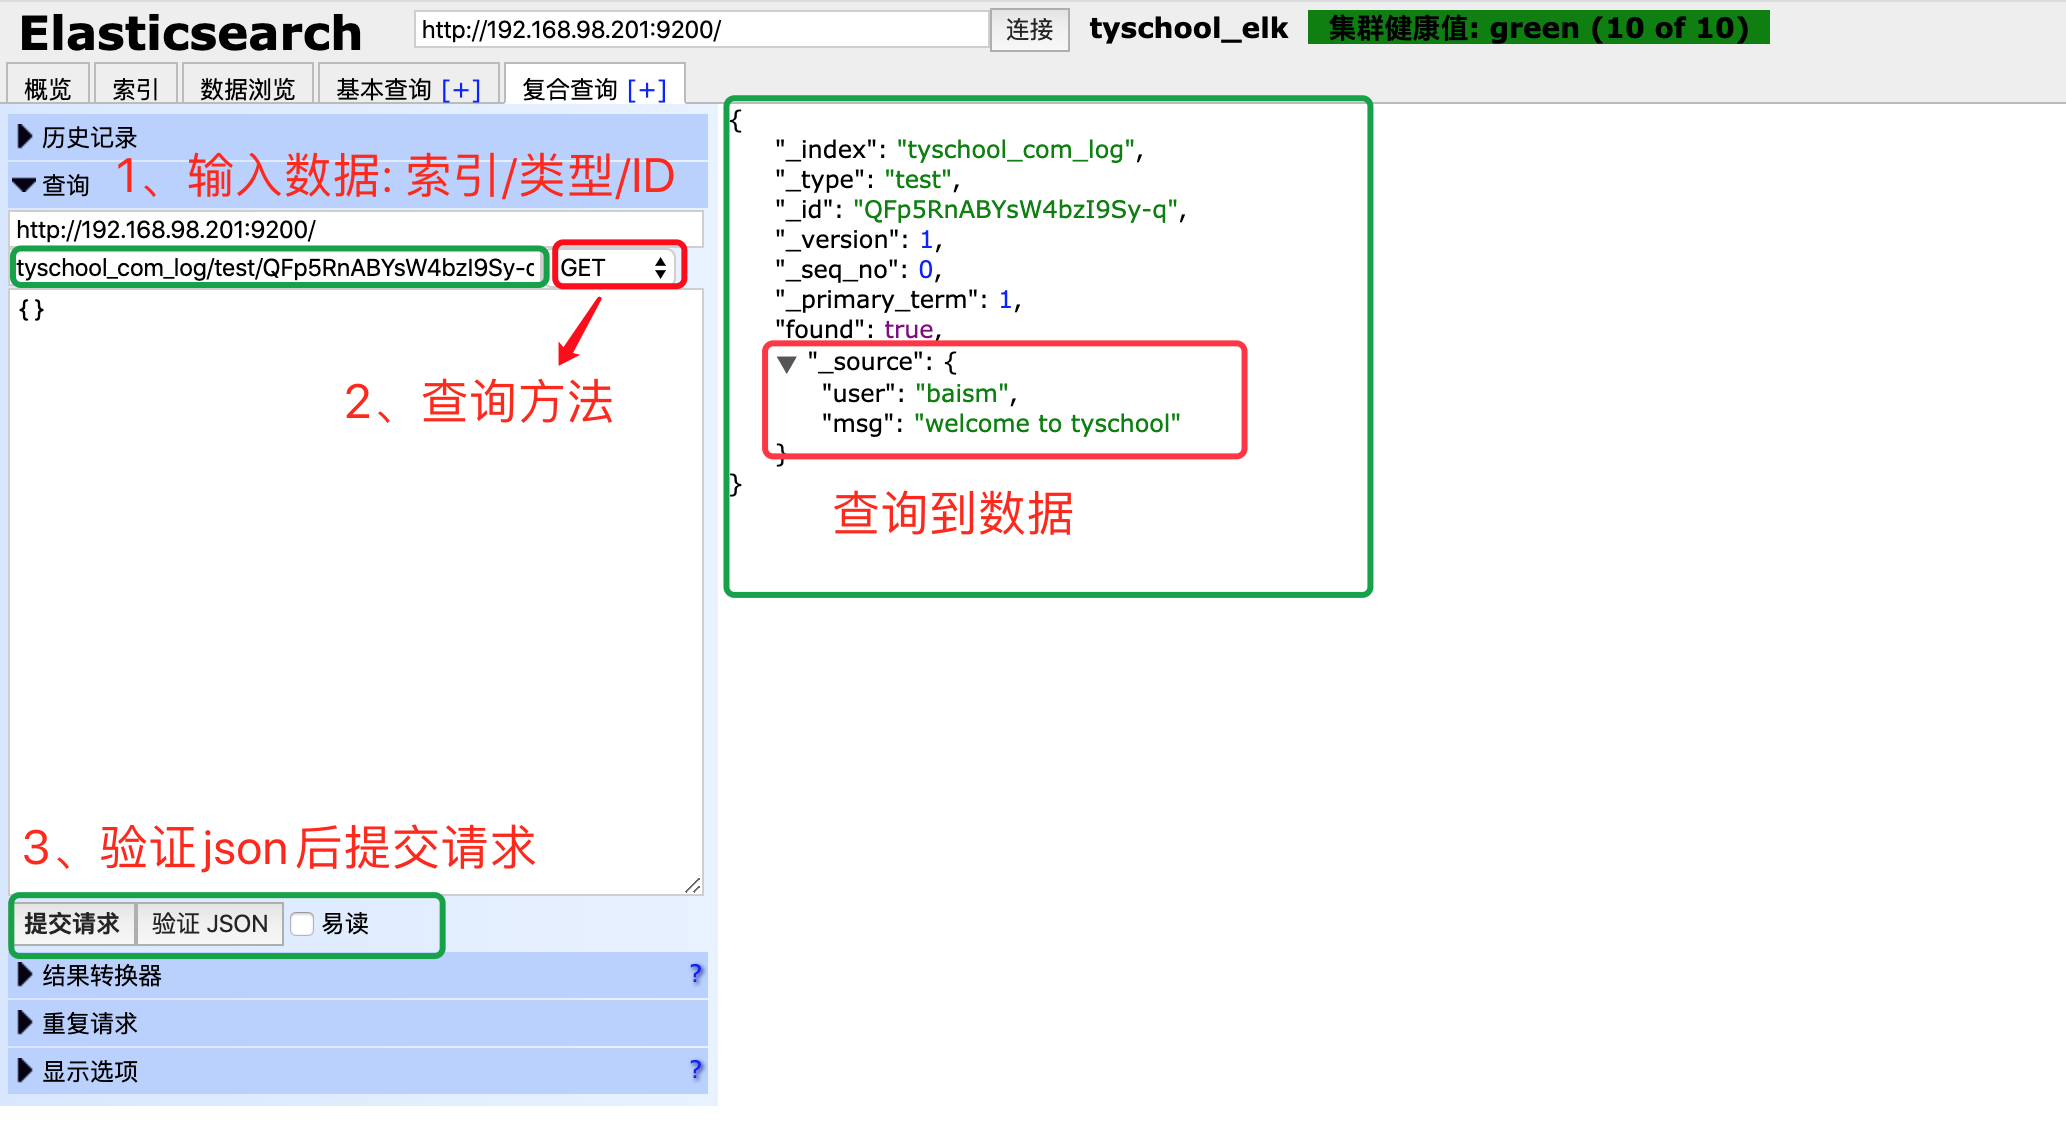 Elasticsearch
http://192.168.98.201:9200/
连接
tyschool_elk
集群健康值: green (10 of 10)
概览
索引
数据浏览
基本查询 [+]
复合查询 [+]
历史记录
查询
1、输入数据: 索引/类型/ID
http://192.168.98.201:9200/
tyschool_com_log/test/QFp5RnABYsW4bzI9Sy-
GET
{}
2、查询方法
3、验证json后提交请求
提交请求
验证 JSON
易读
结果转换器 ?
重复请求
显示选项 ?
{
"_index": "tyschool_com_log",
"_type": "test",
"_id": "QFp5RnABYsW4bzI9Sy-q",
"_version": 1,
"_seq_no": 0,
"_primary_term": 1,
"found": true,
"_source": {
"user": "baism",
"msg": "welcome to tyschool"
}
}
查询到数据